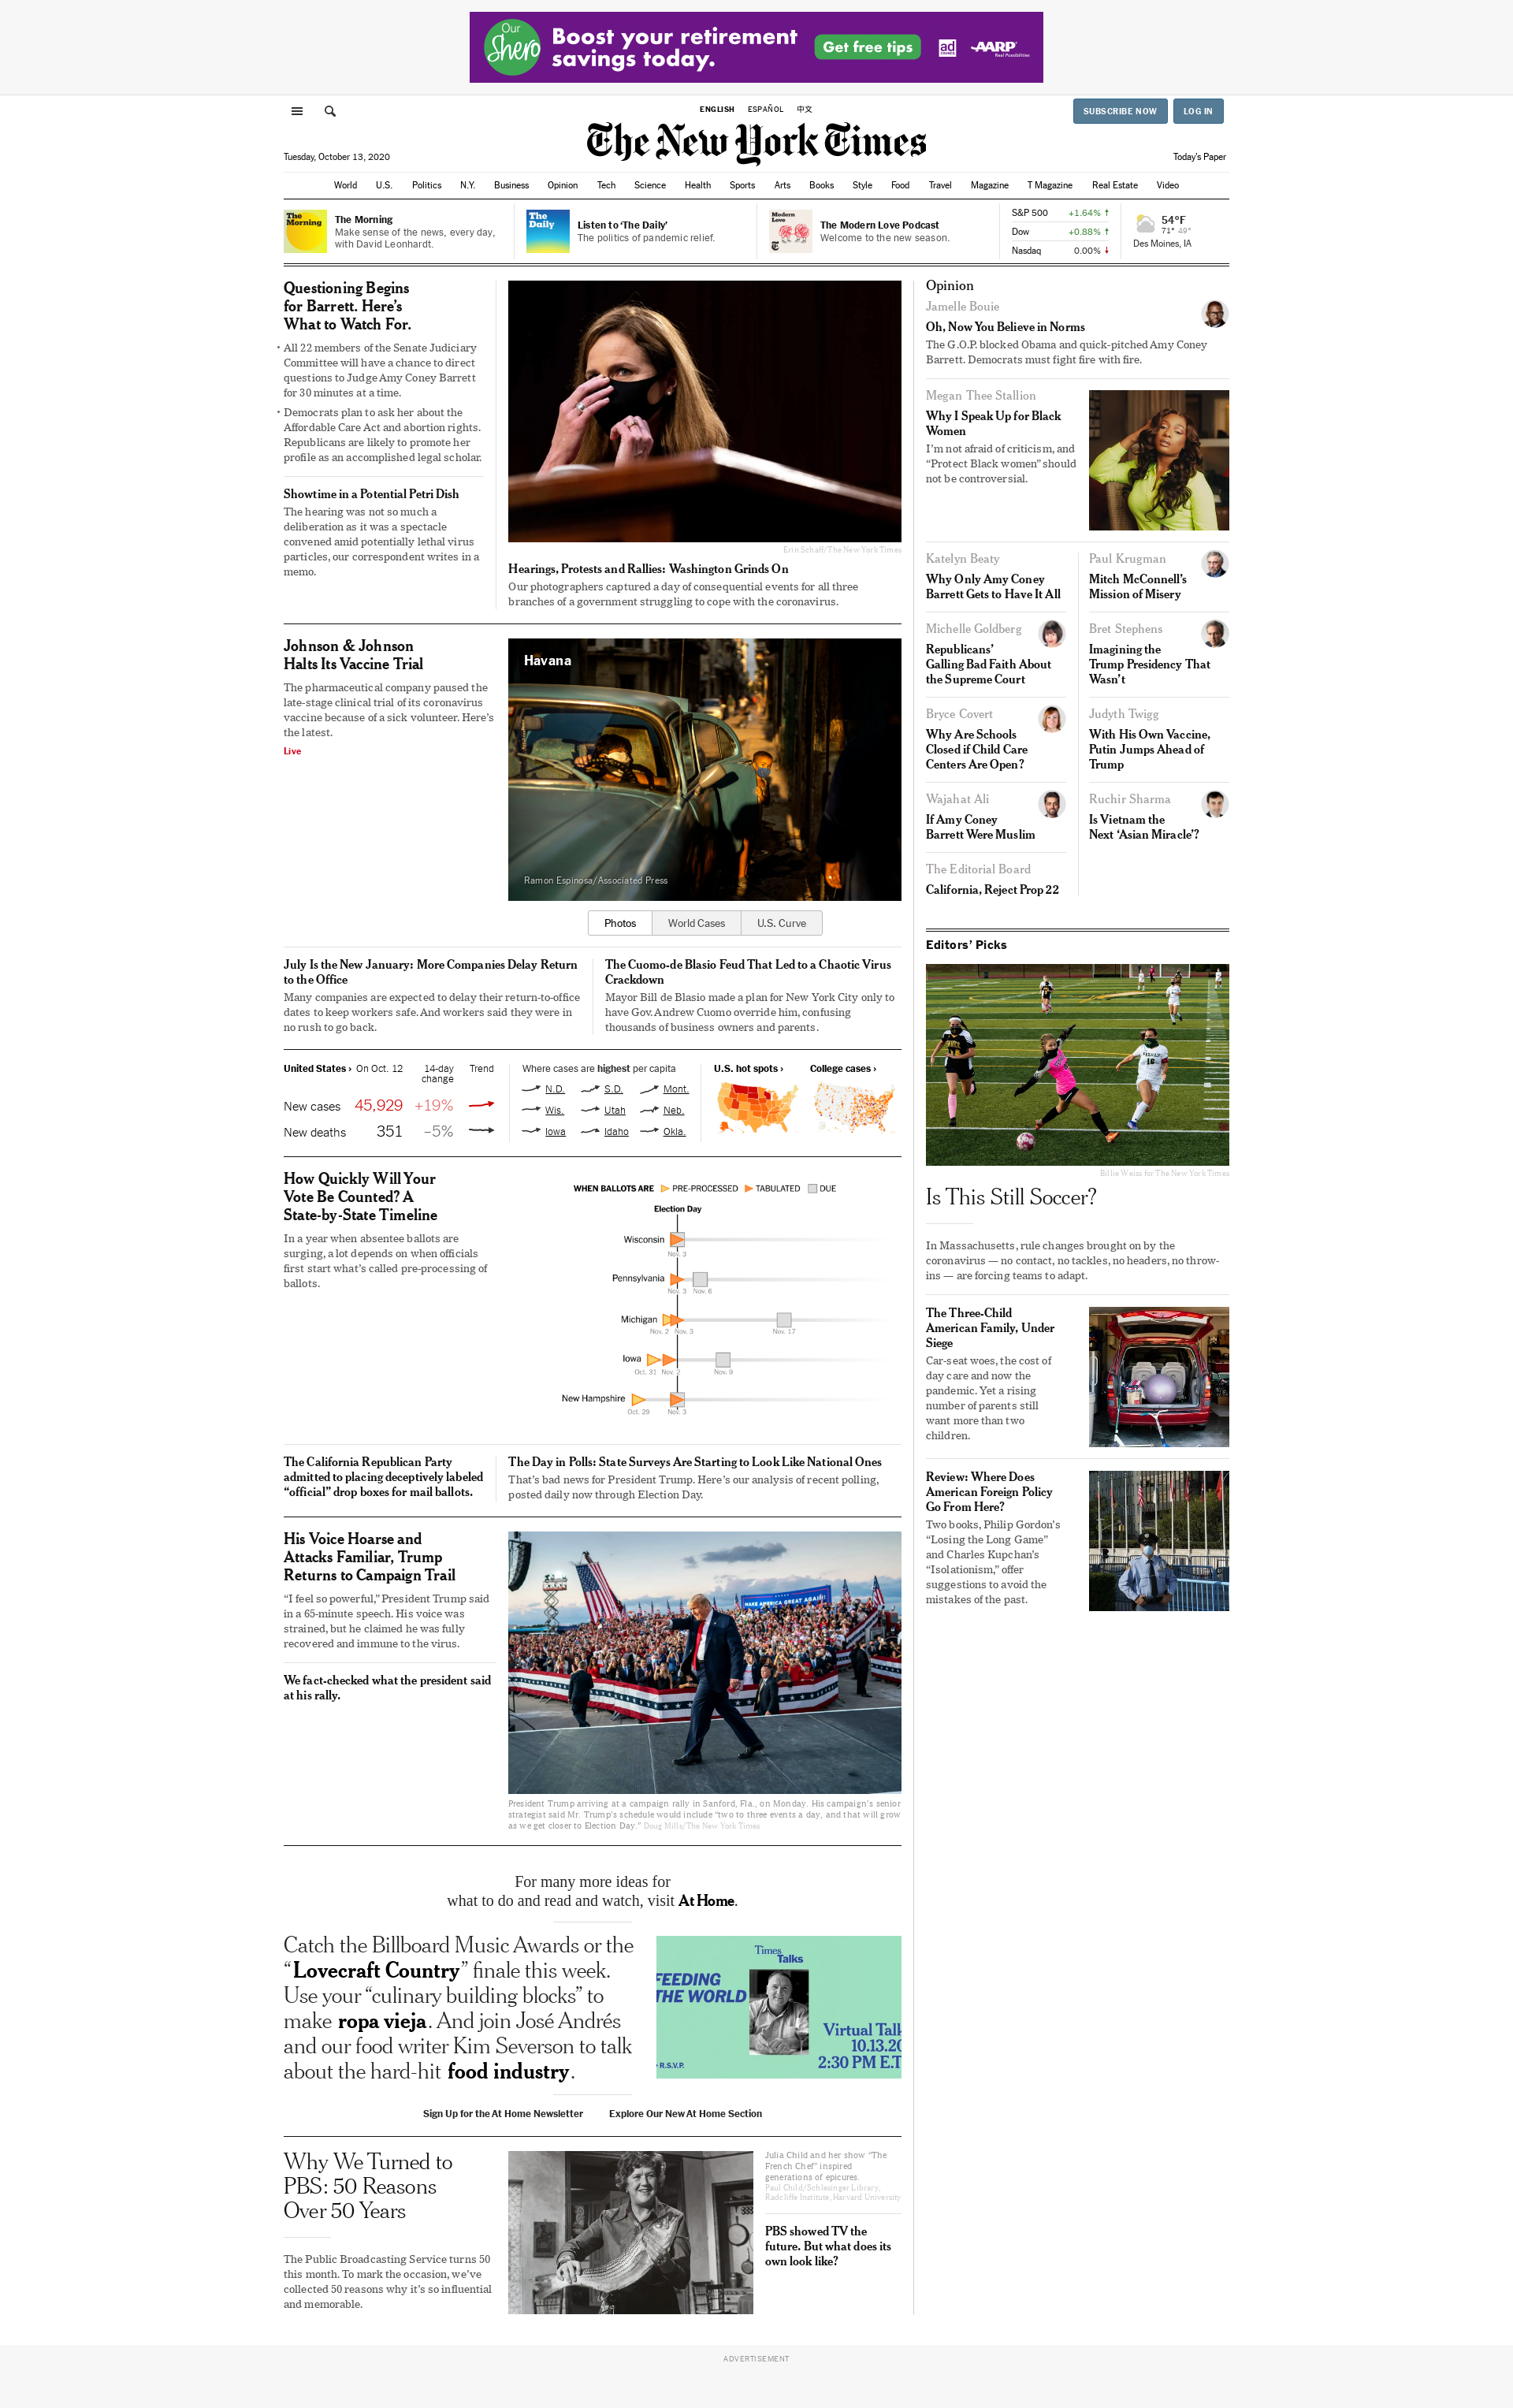 Our
Shero
Boost your retirement
savings today.
Get free tips
ad
COUNCIL
AARP
Real Possibilities
ENGLISH ESPAÑOL 中文
SUBSCRIBE NOW LOG IN
The New York Times
Tuesday, October 13, 2020
Today's Paper
World U.S. Politics N.Y. Business Opinion Tech Science Health Sports Arts Books Style Food Travel Magazine T Magazine Real Estate Video
The
Morning
The Morning
Make sense of the news, every day,
with David Leonhardt.
The
Daily
Listen to ‘The Daily’
The politics of pandemic relief.
Modern
Love
The Modern Love Podcast
Welcome to the new season.
S&P 500 +1.64% ↑
Dow +0.88% ↑
Nasdaq 0.00% ↓
54°F
71° 49°
Des Moines, IA
Questioning Begins
for Barrett. Here’s
What to Watch For.
• All 22 members of the Senate Judiciary
Committee will have a chance to direct
questions to Judge Amy Coney Barrett
for 30 minutes at a time.
• Democrats plan to ask her about the
Affordable Care Act and abortion rights.
Republicans are likely to promote her
profile as an accomplished legal scholar.
Showtime in a Potential Petri Dish
The hearing was not so much a
deliberation as it was a spectacle
convened amid potentially lethal virus
particles, our correspondent writes in a
memo.
Erin Schaff/The New York Times
Hearings, Protests and Rallies: Washington Grinds On
Our photographers captured a day of consequential events for all three
branches of a government struggling to cope with the coronavirus.
Johnson & Johnson
Halts Its Vaccine Trial
The pharmaceutical company paused the
late-stage clinical trial of its coronavirus
vaccine because of a sick volunteer. Here’s
the latest.
Live
Havana
Ramon Espinosa/Associated Press
Photos World Cases U.S. Curve
July Is the New January: More Companies Delay Return
to the Office
Many companies are expected to delay their return-to-office
dates to keep workers safe. And workers said they were in
no rush to go back.
The Cuomo-de Blasio Feud That Led to a Chaotic Virus
Crackdown
Mayor Bill de Blasio made a plan for New York City only to
have Gov. Andrew Cuomo override him, confusing
thousands of business owners and parents.
United States › On Oct. 12 14-day
change Trend
New cases 45,929 +19%
New deaths 351 –5%
Where cases are highest per capita
N.D. S.D. Mont.
Wis. Utah Neb.
Iowa Idaho Okla.
U.S. hot spots ›
College cases ›
How Quickly Will Your
Vote Be Counted? A
State-by-State Timeline
In a year when absentee ballots are
surging, a lot depends on when officials
first start what’s called pre-processing of
ballots.
WHEN BALLOTS ARE PRE-PROCESSED TABULATED DUE
Election Day
Wisconsin
Nov. 3
Pennsylvania
Nov. 3 Nov. 6
Michigan
Nov. 2 Nov. 3 Nov. 17
Iowa
Oct. 31 Nov. 2 Nov. 9
New Hampshire
Oct. 29 Nov. 3
The California Republican Party
admitted to placing deceptively labeled
“official” drop boxes for mail ballots.
The Day in Polls: State Surveys Are Starting to Look Like National Ones
That’s bad news for President Trump. Here’s our analysis of recent polling,
posted daily now through Election Day.
His Voice Hoarse and
Attacks Familiar, Trump
Returns to Campaign Trail
“I feel so powerful,” President Trump said
in a 65-minute speech. His voice was
strained, but he claimed he was fully
recovered and immune to the virus.
We fact-checked what the president said
at his rally.
MAKE AMERICA GREAT AGAIN!
President Trump arriving at a campaign rally in Sanford, Fla., on Monday. His campaign’s senior
strategist said Mr. Trump’s schedule would include “two to three events a day, and that will grow
as we get closer to Election Day.” Doug Mills/The New York Times
For many more ideas for
what to do and read and watch, visit At Home.
Catch the Billboard Music Awards or the
“Lovecraft Country” finale this week.
Use your “culinary building blocks” to
make ropa vieja. And join José Andrés
and our food writer Kim Severson to talk
about the hard-hit food industry.
Times
Talks
FEEDING
THE WORLD
Virtual Talk
10.13.20
2:30 PM E.T
R.S.V.P.
Sign Up for the At Home Newsletter Explore Our New At Home Section
Why We Turned to
PBS: 50 Reasons
Over 50 Years
The Public Broadcasting Service turns 50
this month. To mark the occasion, we’ve
collected 50 reasons why it’s so influential
and memorable.
Julia Child and her show “The
French Chef” inspired
generations of epicures.
Paul Child/Schlesinger Library,
Radcliffe Institute, Harvard University
PBS showed TV the
future. But what does its
own look like?
Opinion
Jamelle Bouie
Oh, Now You Believe in Norms
The G.O.P. blocked Obama and quick-pitched Amy Coney
Barrett. Democrats must fight fire with fire.
Megan Thee Stallion
Why I Speak Up for Black
Women
I’m not afraid of criticism, and
“Protect Black women” should
not be controversial.
Katelyn Beaty
Why Only Amy Coney
Barrett Gets to Have It All
Paul Krugman
Mitch McConnell’s
Mission of Misery
Michelle Goldberg
Republicans’
Galling Bad Faith About
the Supreme Court
Bret Stephens
Imagining the
Trump Presidency That
Wasn’t
Bryce Covert
Why Are Schools
Closed if Child Care
Centers Are Open?
Judyth Twigg
With His Own Vaccine,
Putin Jumps Ahead of
Trump
Wajahat Ali
If Amy Coney
Barrett Were Muslim
Ruchir Sharma
Is Vietnam the
Next ‘Asian Miracle’?
The Editorial Board
California, Reject Prop 22
Editors’ Picks
Billie Weiss for The New York Times
Is This Still Soccer?
In Massachusetts, rule changes brought on by the
coronavirus — no contact, no tackles, no headers, no throw-
ins — are forcing teams to adapt.
The Three-Child
American Family, Under
Siege
Car-seat woes, the cost of
day care and now the
pandemic. Yet a rising
number of parents still
want more than two
children.
Review: Where Does
American Foreign Policy
Go From Here?
Two books, Philip Gordon’s
“Losing the Long Game”
and Charles Kupchan’s
“Isolationism,” offer
suggestions to avoid the
mistakes of the past.
ADVERTISEMENT